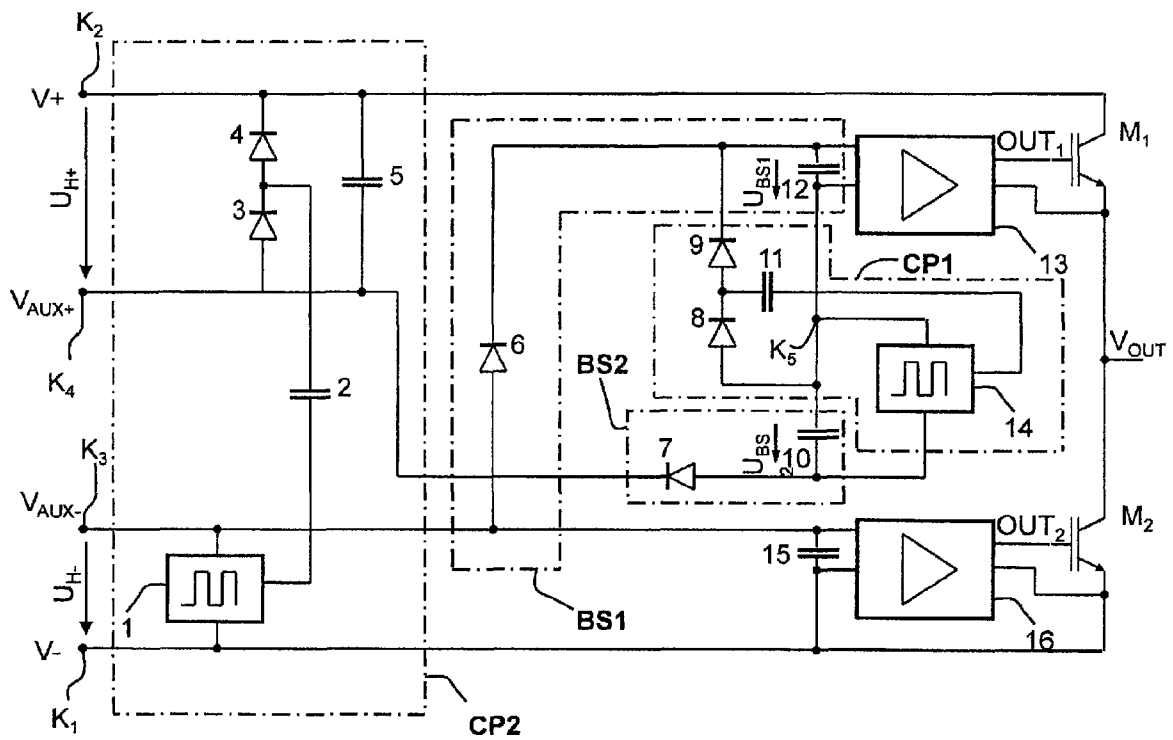 K2
V+
4
5
UH+
3
VAUX+
K4
2
K3
VAUX-
UH-
1
V-
K1
CP2
6
BS1
BS2
7
UBS2
10
UBS1
12
9
11
8
K5
CP1
13
14
OUT1
M1
VOUT
15
OUT2
M2
16